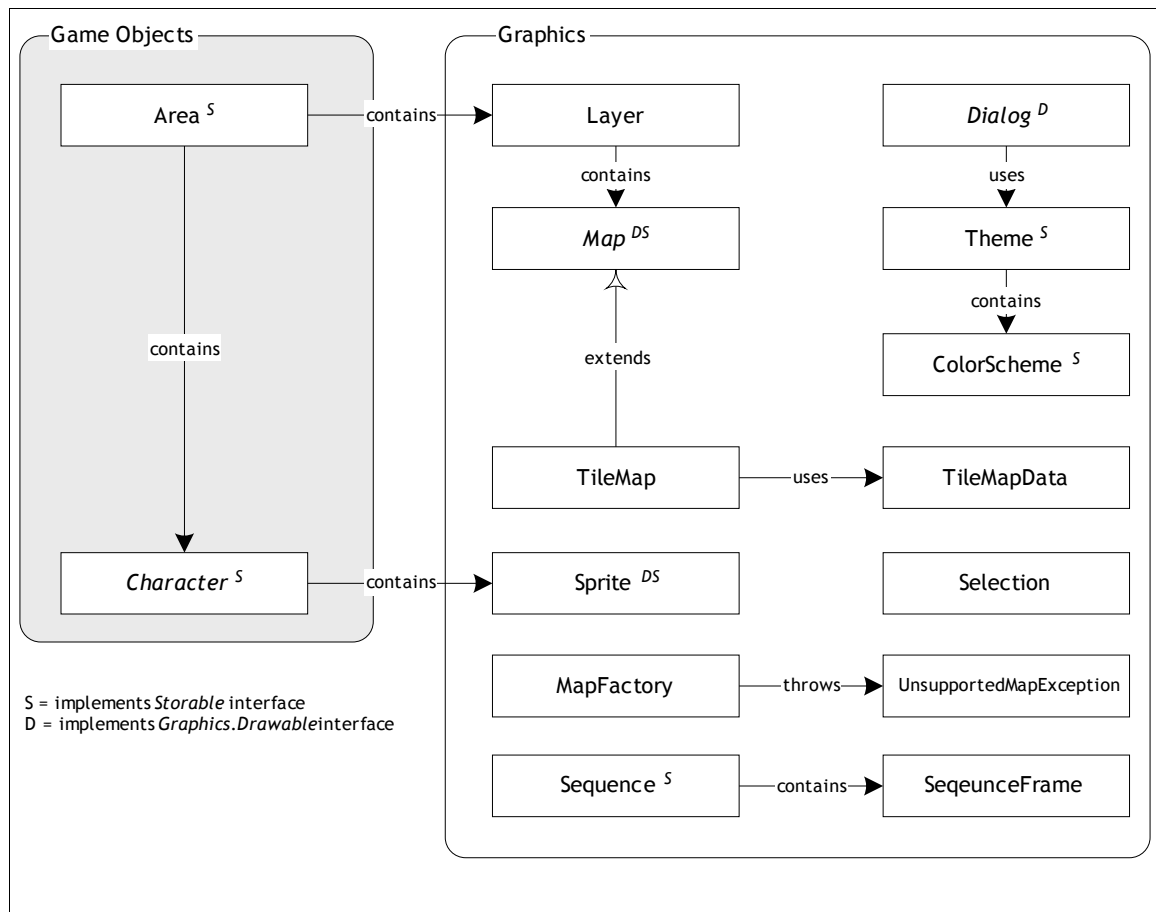 Game Objects
Graphics
Area S
contains
Layer
Dialog D
contains
uses
Map DS
Theme S
contains
contains
ColorScheme S
extends
TileMap
uses
TileMapData
Character S
contains
Sprite DS
Selection
MapFactory
throws
UnsupportedMapException
S = implements Storable interface
D = implements Graphics.Drawableinterface
Sequence S
contains
SeqeunceFrame